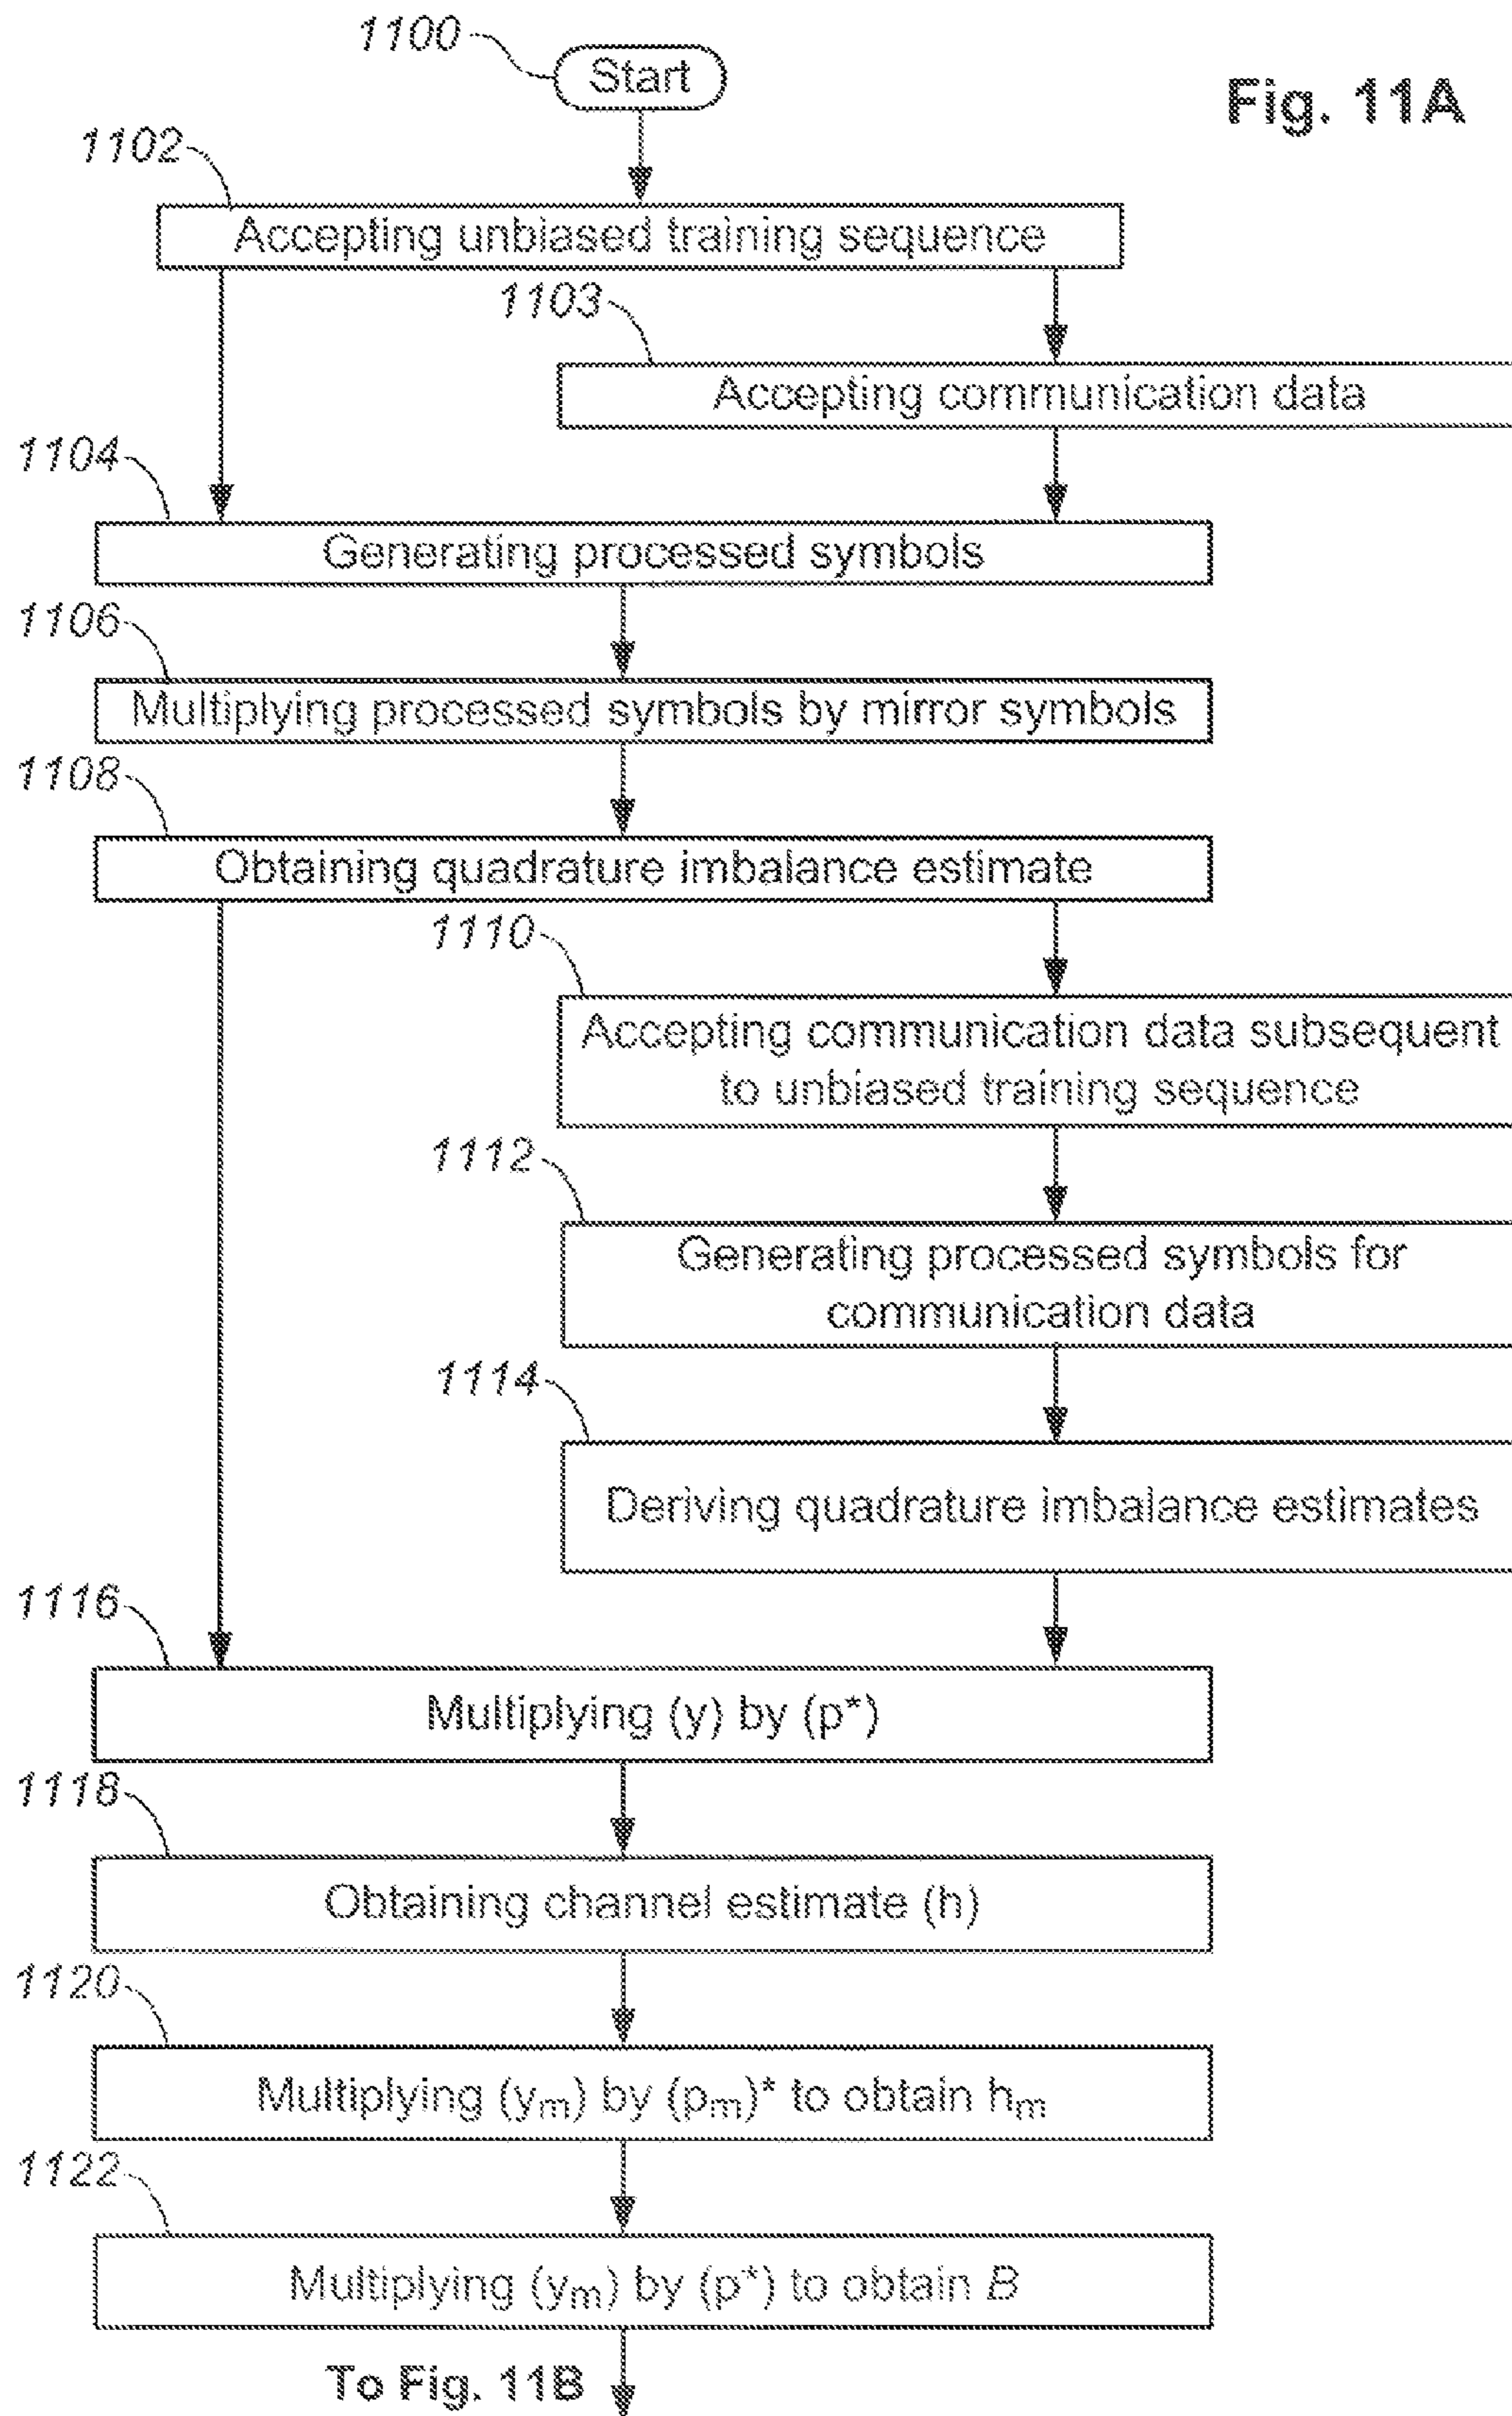 1100
Start
Fig. 11A
1102
Accepting unbiased training sequence
1103
Accepting communication data
1104
Generating processed symbols
1106
Multiplying processed symbols by mirror symbols
1108
Obtaining quadrature imbalance estimate
1110
Accepting communication data subsequent
to unbiased training sequence
1112
Generating processed symbols for
communication data
1114
Deriving quadrature imbalance estimates
1116
Multiplying (y) by (p*)
1118
Obtaining channel estimate (h)
1120
Multiplying (yₘ) by (pₘ)* to obtain hₘ
1122
Multiplying (yₘ) by (p*) to obtain B
To Fig. 11B